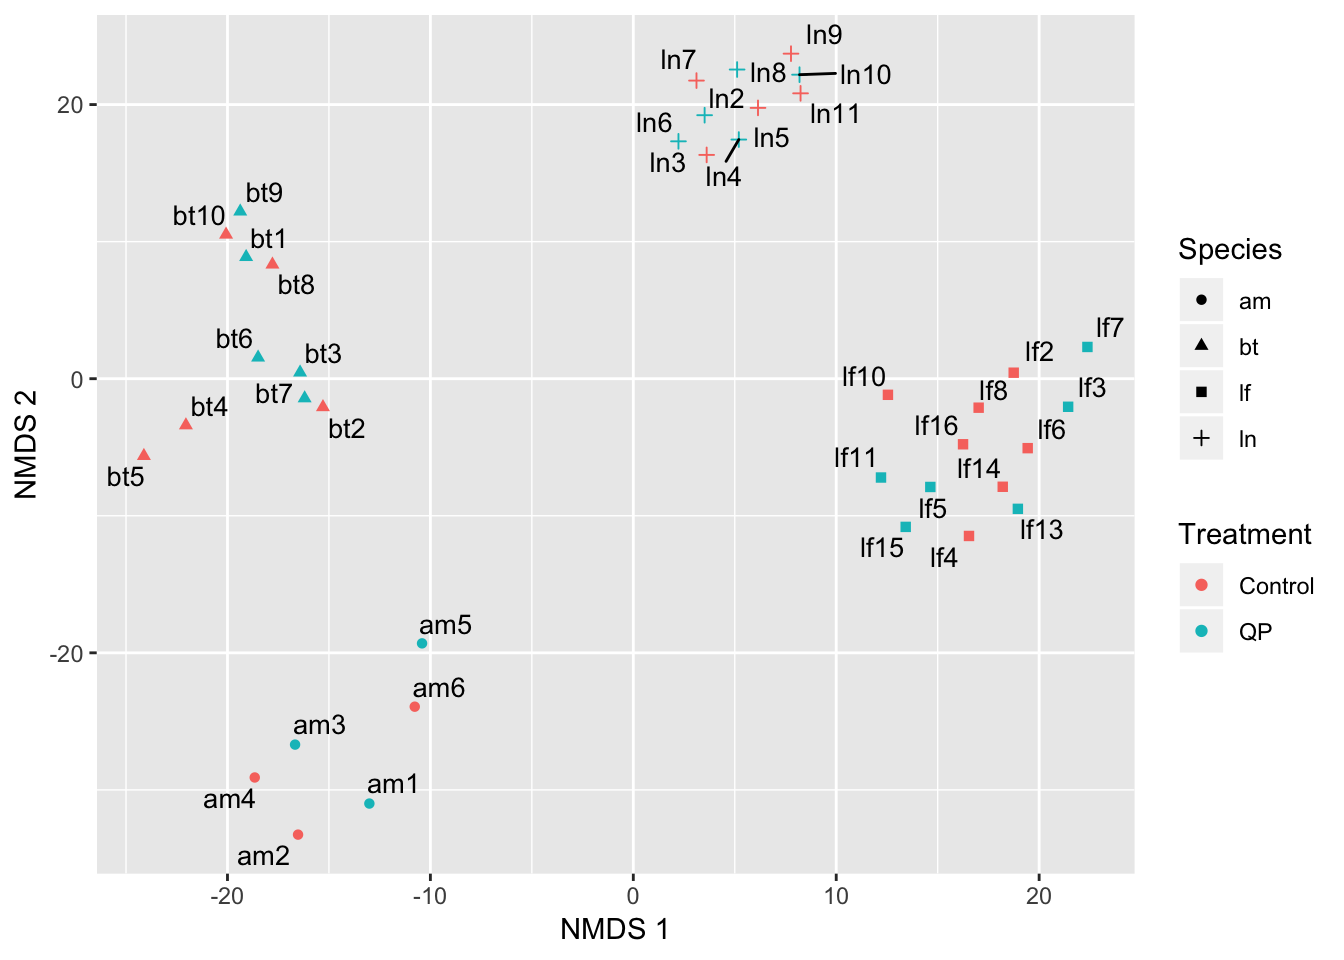 ln9
ln7
ln8
ln10
ln2
ln11
ln6
ln5
ln3
ln4
bt9
bt10
bt1
bt8
bt6
bt3
bt7
bt4
bt2
bt5
lf7
lf2
lf10
lf8
lf3
lf16
lf6
lf11
lf14
lf5
lf13
lf15
lf4
am5
am6
am3
am1
am4
am2
20
0
-20
NMDS 2
-20 -10 0 10 20
NMDS 1
Species
am
bt
lf
ln
Treatment
Control
QP